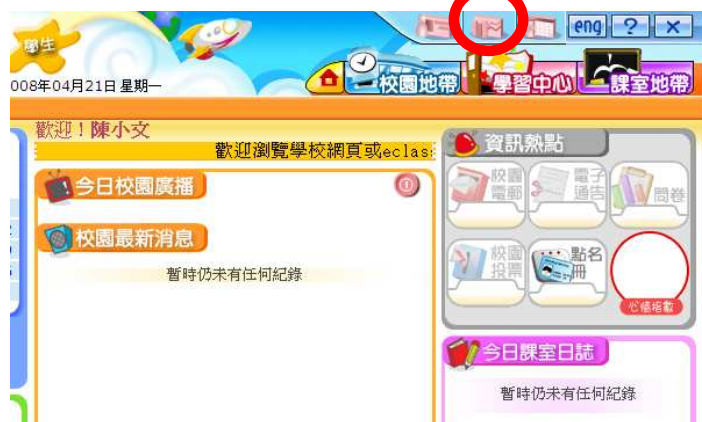 學生
eng ? ×
008年04月21日 星期一
校園地帶 學習中心 課室地帶
歡迎！陳小文
歡迎瀏覽學校網頁或eclas
資訊熱點
今日校園廣播
校園電郵
電子通告
問卷
校園最新消息
暫時仍未有任何紀錄
校園投票
點名冊
心情指數
今日課室日誌
暫時仍未有任何紀錄